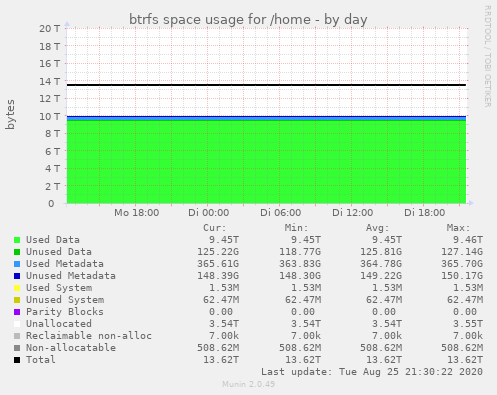 btrfs space usage for /home - by day
RRDTOOL / TOBI OETIKER
bytes
20 T
18 T
16 T
14 T
12 T
10 T
8 T
6 T
4 T
2 T
0
Mo 18:00 Di 00:00 Di 06:00 Di 12:00 Di 18:00
Cur: Min: Avg: Max:
Used Data 9.45T 9.45T 9.45T 9.46T
Unused Data 125.22G 118.77G 125.81G 127.14G
Used Metadata 365.61G 363.83G 364.78G 365.70G
Unused Metadata 148.39G 148.30G 149.22G 150.17G
Used System 1.53M 1.53M 1.53M 1.53M
Unused System 62.47M 62.47M 62.47M 62.47M
Parity Blocks 0.00 0.00 0.00 0.00
Unallocated 3.54T 3.54T 3.54T 3.55T
Reclaimable non-alloc 7.00k 7.00k 7.00k 7.00k
Non-allocatable 508.62M 508.62M 508.62M 508.62M
Total 13.62T 13.62T 13.62T 13.62T
Last update: Tue Aug 25 21:30:22 2020
Munin 2.0.49